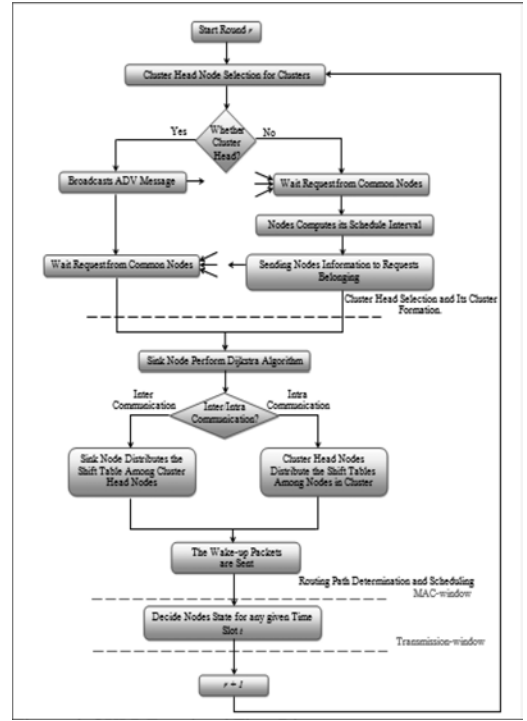 Start Round r
Cluster Head Node Selection for Clusters
Whether
Cluster
Head?
Yes
No
Broadcasts ADV Message
Wait Request from Common Nodes
Nodes Computes its Schedule Interval
Wait Request from Common Nodes
Sending Nodes Information to Requests
Belonging
Cluster Head Selection and Its Cluster
Formation.
Sink Node Perform Dijkstra Algorithm
Inter
Communication
Intra
Communication
Inter/Intra
Communication?
Sink Node Distributes the
Shift Table Among Cluster
Head Nodes
Cluster Head Nodes
Distribute the Shift Tables
Among Nodes in Cluster
The Wake-up Packets
are Sent
Routing Path Determination and Scheduling
MAC-window
Decide Nodes State for any given Time
Slot t
Transmission-window
r + 1